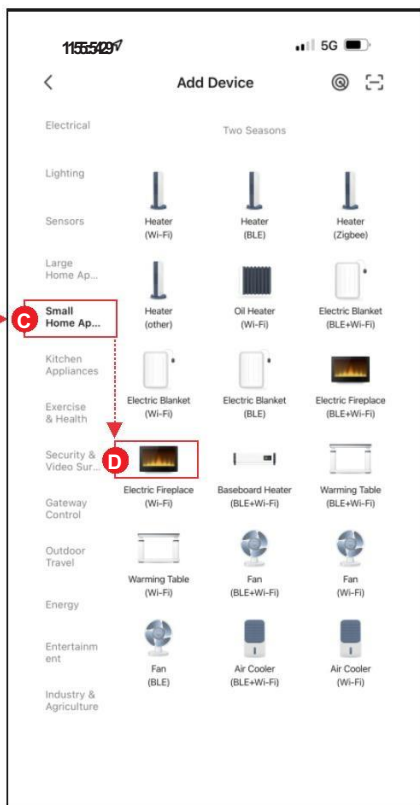 5G
Add Device
Electrical
Lighting
Sensors
Large
Home Ap...
C
Small
Home Ap...
Kitchen
Appliances
Exercise
& Health
Security &
Video Sur...
Gateway
Control
Outdoor
Travel
Energy
Entertainm
ent
Industry &
Agriculture
Two Seasons
Heater
(Wi-Fi)
Heater
(BLE)
Heater
(Zigbee)
Heater
(other)
Oil Heater
(Wi-Fi)
Electric Blanket
(BLE+Wi-Fi)
Electric Blanket
(Wi-Fi)
Electric Blanket
(BLE)
Electric Fireplace
(BLE+Wi-Fi)
D
Electric Fireplace
(Wi-Fi)
Baseboard Heater
(BLE+Wi-Fi)
Warming Table
(BLE+Wi-Fi)
Warming Table
(Wi-Fi)
Fan
(BLE+Wi-Fi)
Fan
(Wi-Fi)
Fan
(BLE)
Air Cooler
(BLE+Wi-Fi)
Air Cooler
(Wi-Fi)